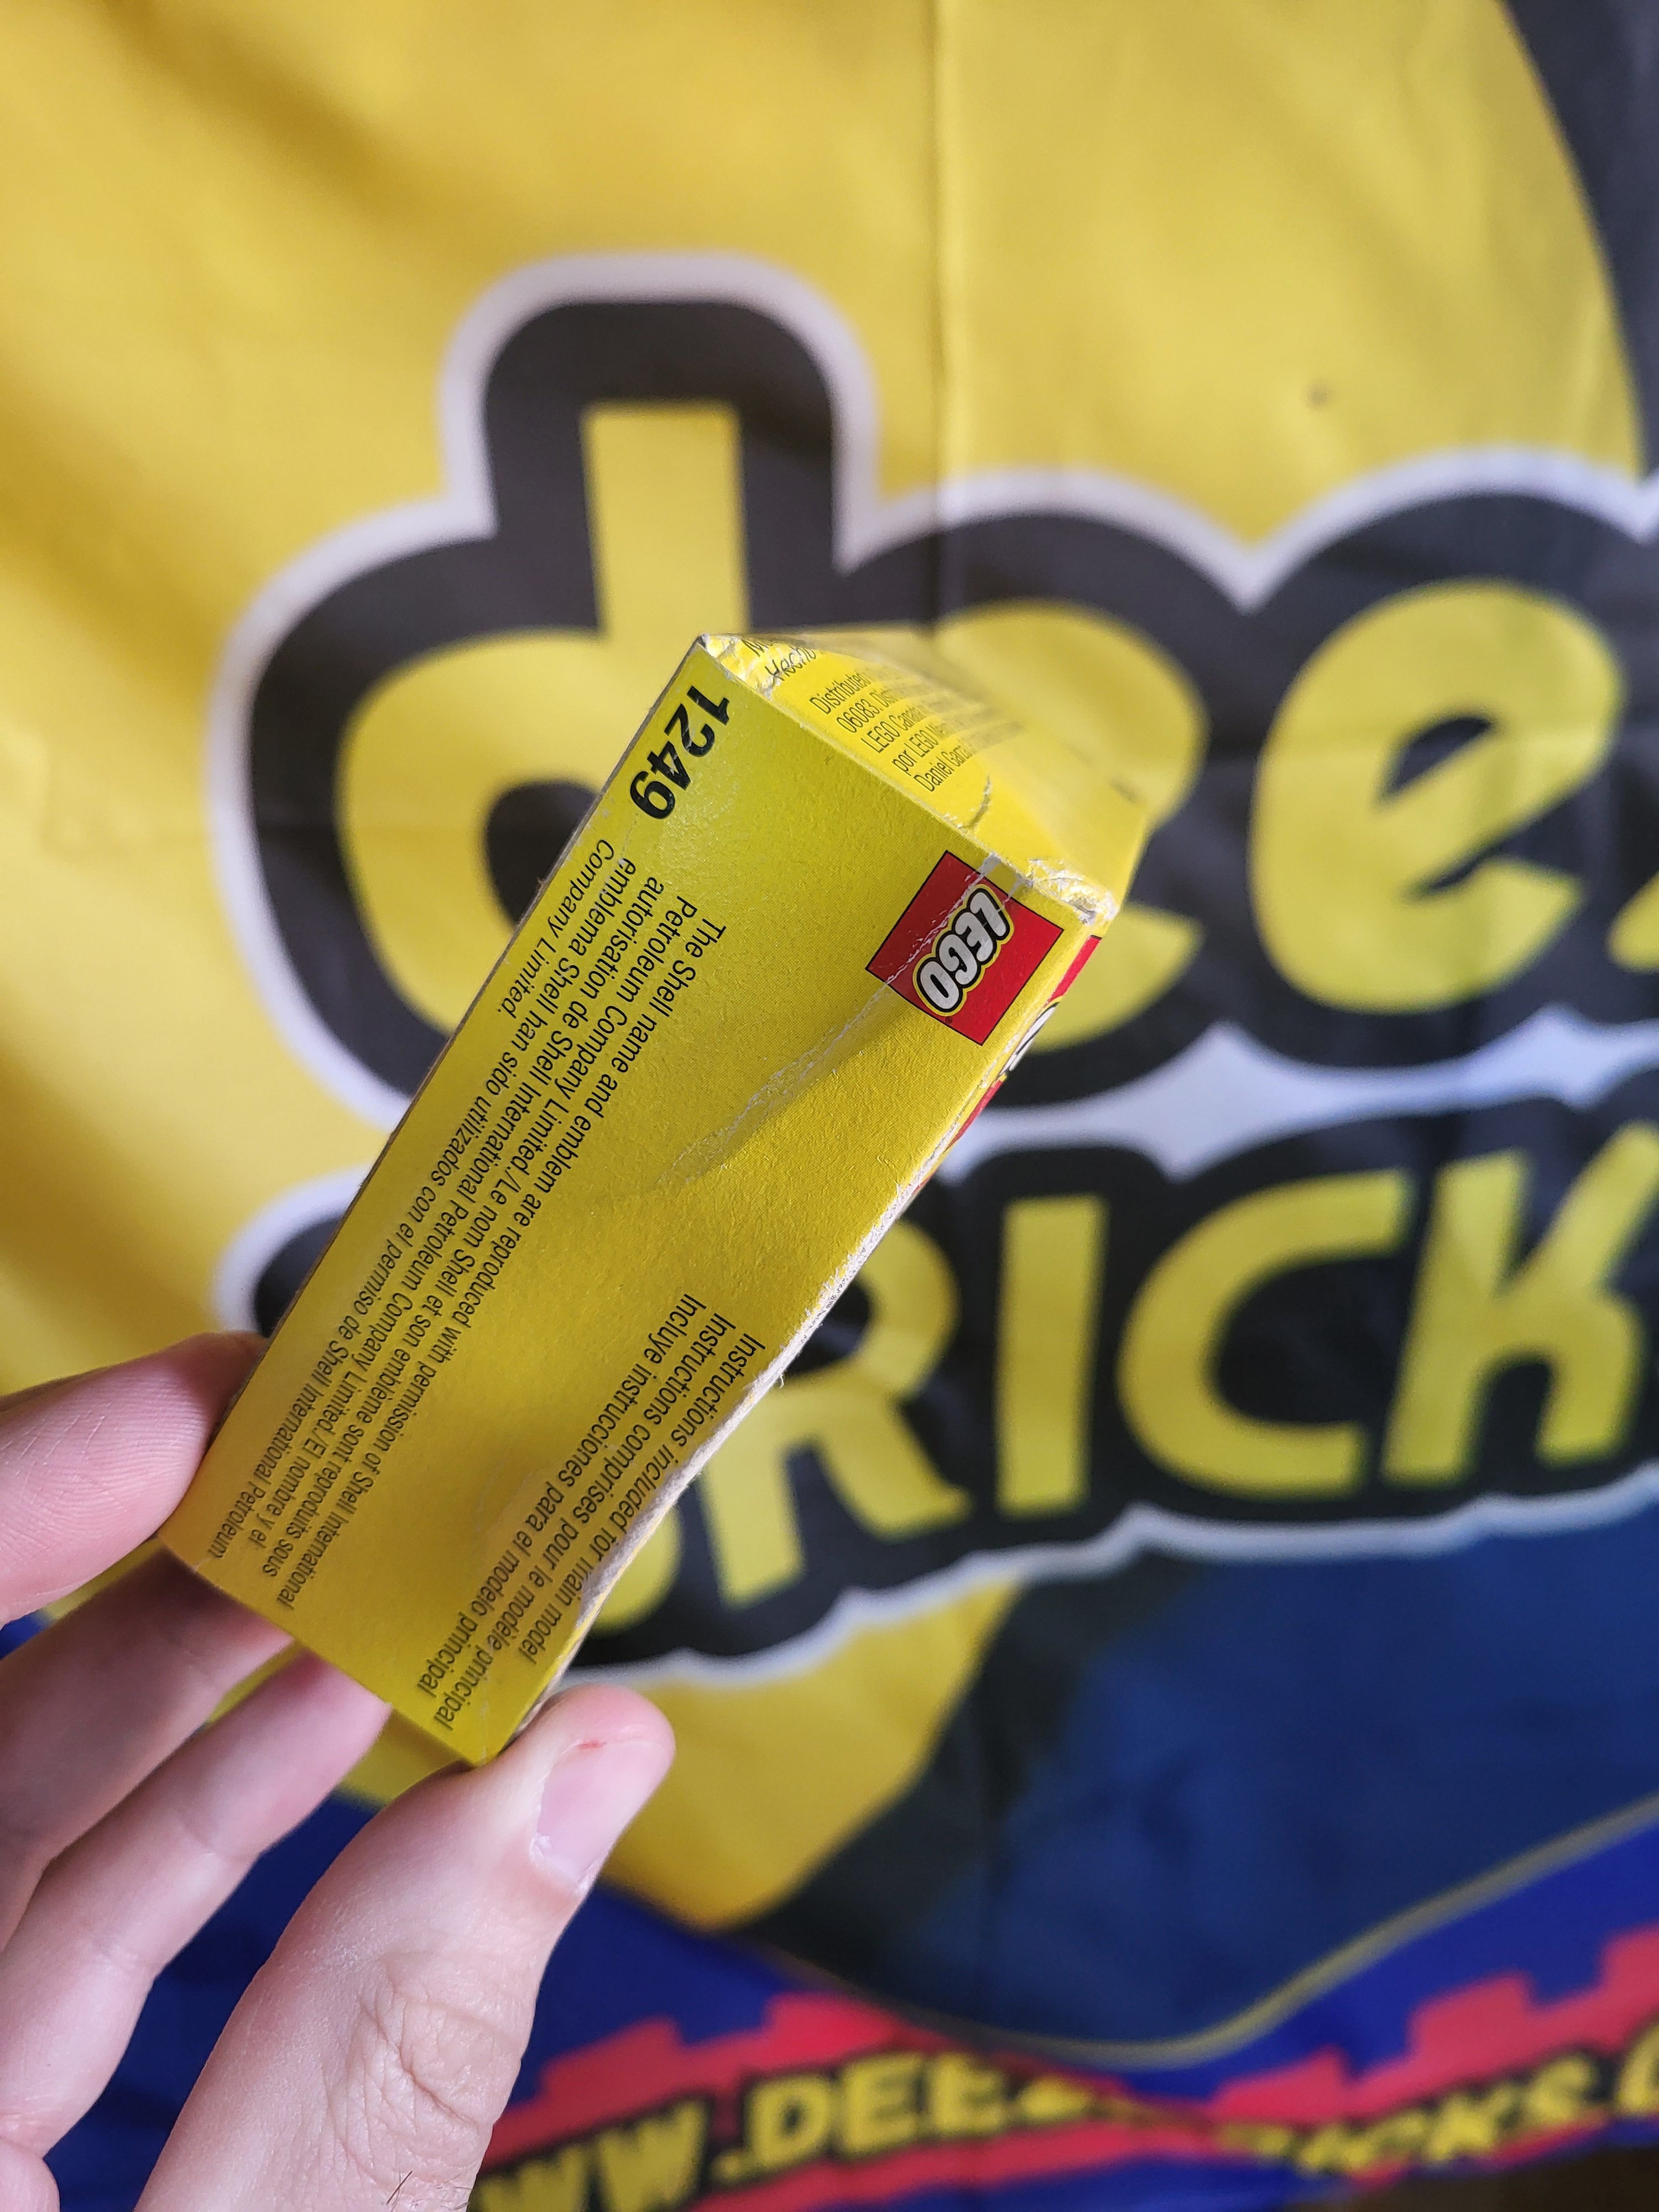 1249
LEGO
The Shell name and emblem are reproduced with permission of Shell International
Petroleum Company Limited./Le nom Shell et son emblème sont reproduits sous
autorisation de Shell International Petroleum Company Limited./El nombre y el
emblema Shell han sido utilizados con el permiso de Shell International Petroleum
Company Limited.
Instructions included for main model
Instructions comprises pour le modèle principal
Incluye instrucciones para el modelo principal
Hecho
Distributed
06083.
LEGO
por LEGO
Daniel
dee
BRICK
WWW.DEE